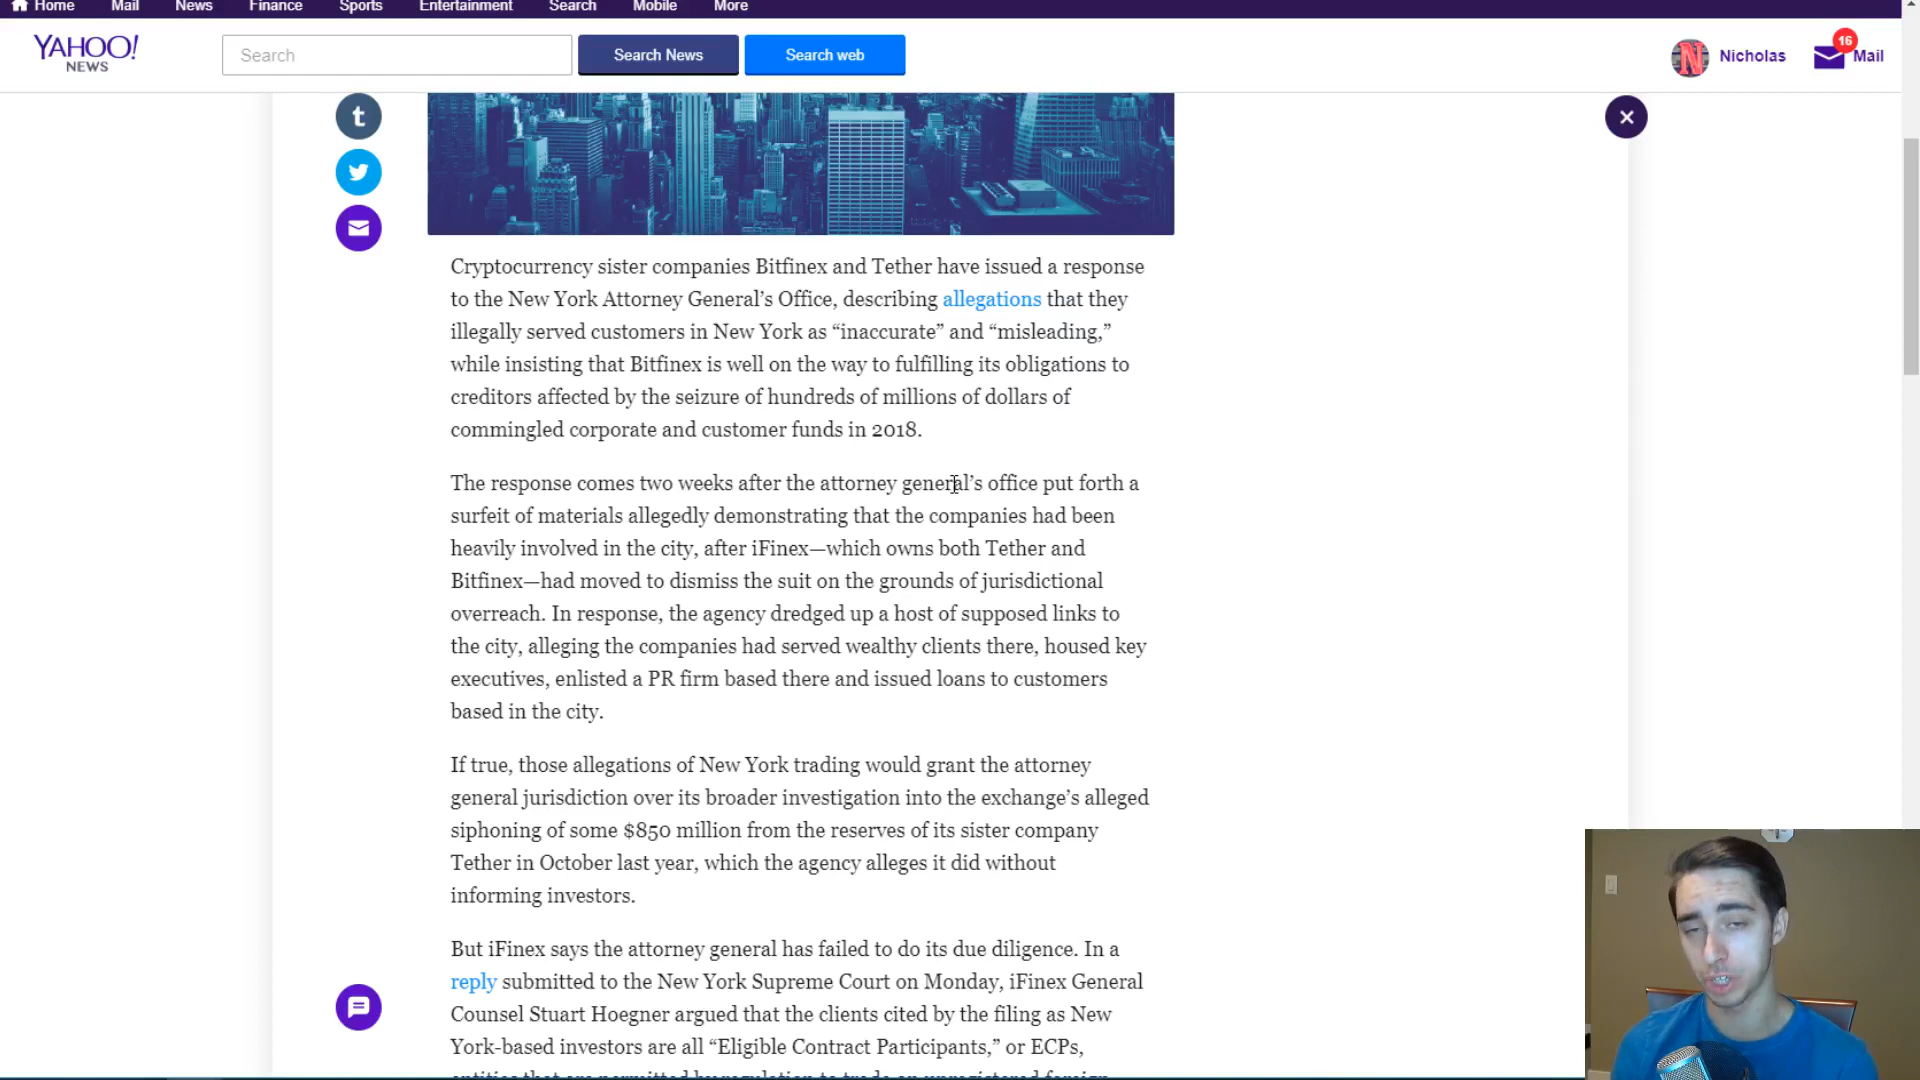 Home Mail News Finance Sports Entertainment Search Mobile More
YAHOO!
NEWS
Search
Search News
Search web
N
Nicholas
16
Mail
t
Cryptocurrency sister companies Bitfinex and Tether have issued a response
to the New York Attorney General’s Office, describing allegations that they
illegally served customers in New York as “inaccurate” and “misleading,”
while insisting that Bitfinex is well on the way to fulfilling its obligations to
creditors affected by the seizure of hundreds of millions of dollars of
commingled corporate and customer funds in 2018.
The response comes two weeks after the attorney general’s office put forth a
surfeit of materials allegedly demonstrating that the companies had been
heavily involved in the city, after iFinex—which owns both Tether and
Bitfinex—had moved to dismiss the suit on the grounds of jurisdictional
overreach. In response, the agency dredged up a host of supposed links to
the city, alleging the companies had served wealthy clients there, housed key
executives, enlisted a PR firm based there and issued loans to customers
based in the city.
If true, those allegations of New York trading would grant the attorney
general jurisdiction over its broader investigation into the exchange’s alleged
siphoning of some $850 million from the reserves of its sister company
Tether in October last year, which the agency alleges it did without
informing investors.
But iFinex says the attorney general has failed to do its due diligence. In a
reply submitted to the New York Supreme Court on Monday, iFinex General
Counsel Stuart Hoegner argued that the clients cited by the filing as New
York-based investors are all “Eligible Contract Participants,” or ECPs,
entities that are permitted by regulation to trade on unregistered foreign